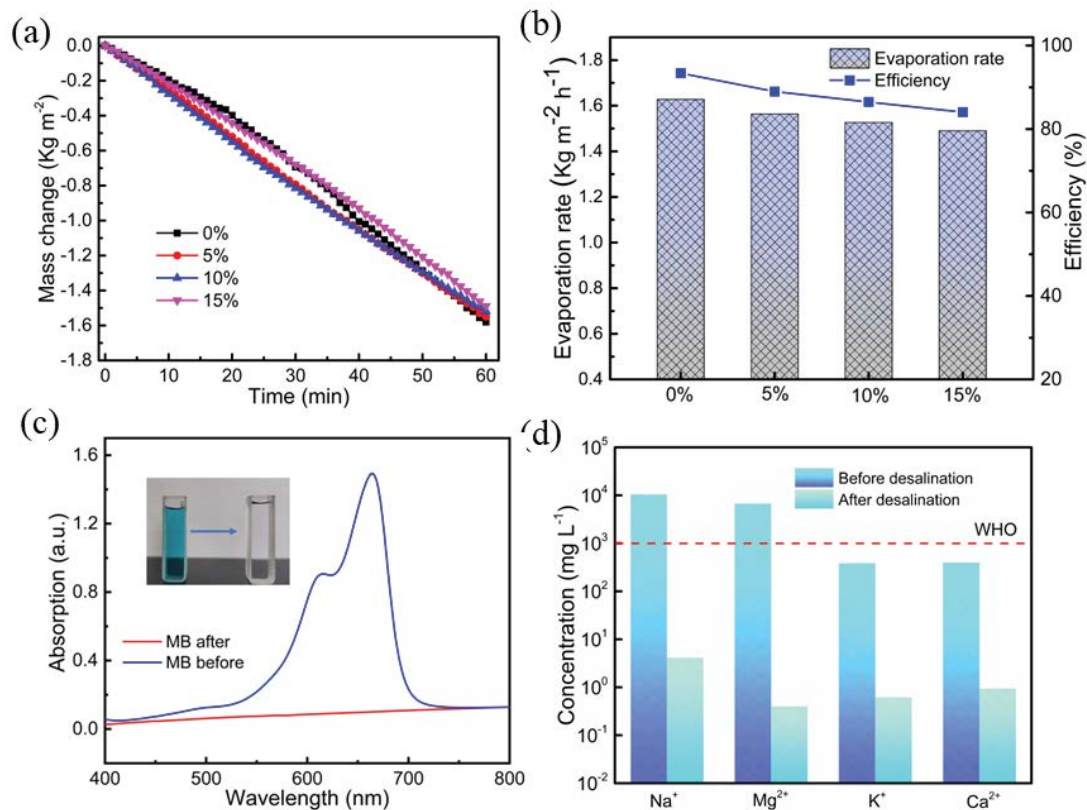 (a)
0.0
-0.2
-0.4
-0.6
-0.8
-1.0
-1.2
-1.4
-1.6
-1.8
Mass change (Kg m⁻²)
0%
5%
10%
15%
0 10 20 30 40 50 60
Time (min)
(b)
1.8
1.6
1.4
1.2
1.0
0.8
0.6
0.4
Evaporation rate (Kg m⁻² h⁻¹)
Evaporation rate
Efficiency
100
80
60
40
20
Efficiency (%)
0% 5% 10% 15%
(c)
1.6
1.2
0.8
0.4
0.0
Absorption (a.u.)
MB after
MB before
400 500 600 700 800
Wavelength (nm)
(d)
10⁵
10⁴
10³
10²
10¹
10⁰
10⁻¹
10⁻²
Concentration (mg L⁻¹)
Before desalination
After desalination
WHO
Na⁺ Mg²⁺ K⁺ Ca²⁺